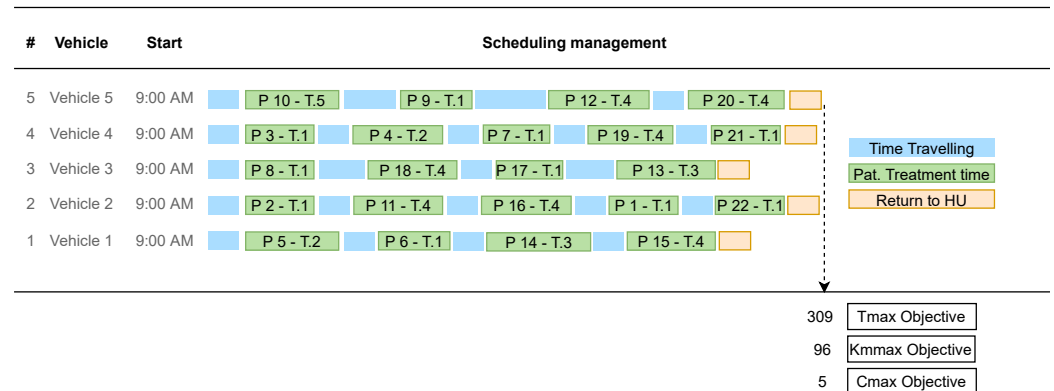 # Vehicle Start Scheduling management
5 Vehicle 5 9:00 AM P 10 - T.5 P 9 - T.1 P 12 - T.4 P 20 - T.4
4 Vehicle 4 9:00 AM P 3 - T.1 P 4 - T.2 P 7 - T.1 P 19 - T.4 P 21 - T.1
Time Travelling
3 Vehicle 3 9:00 AM P 8 - T.1 P 18 - T.4 P 17 - T.1 P 13 - T.3
Pat. Treatment time
2 Vehicle 2 9:00 AM P 2 - T.1 P 11 - T.4 P 16 - T.4 P 1 - T.1 P 22 - T.1
Return to HU
1 Vehicle 1 9:00 AM P 5 - T.2 P 6 - T.1 P 14 - T.3 P 15 - T.4
309 Tmax Objective
96 Kmmax Objective
5 Cmax Objective